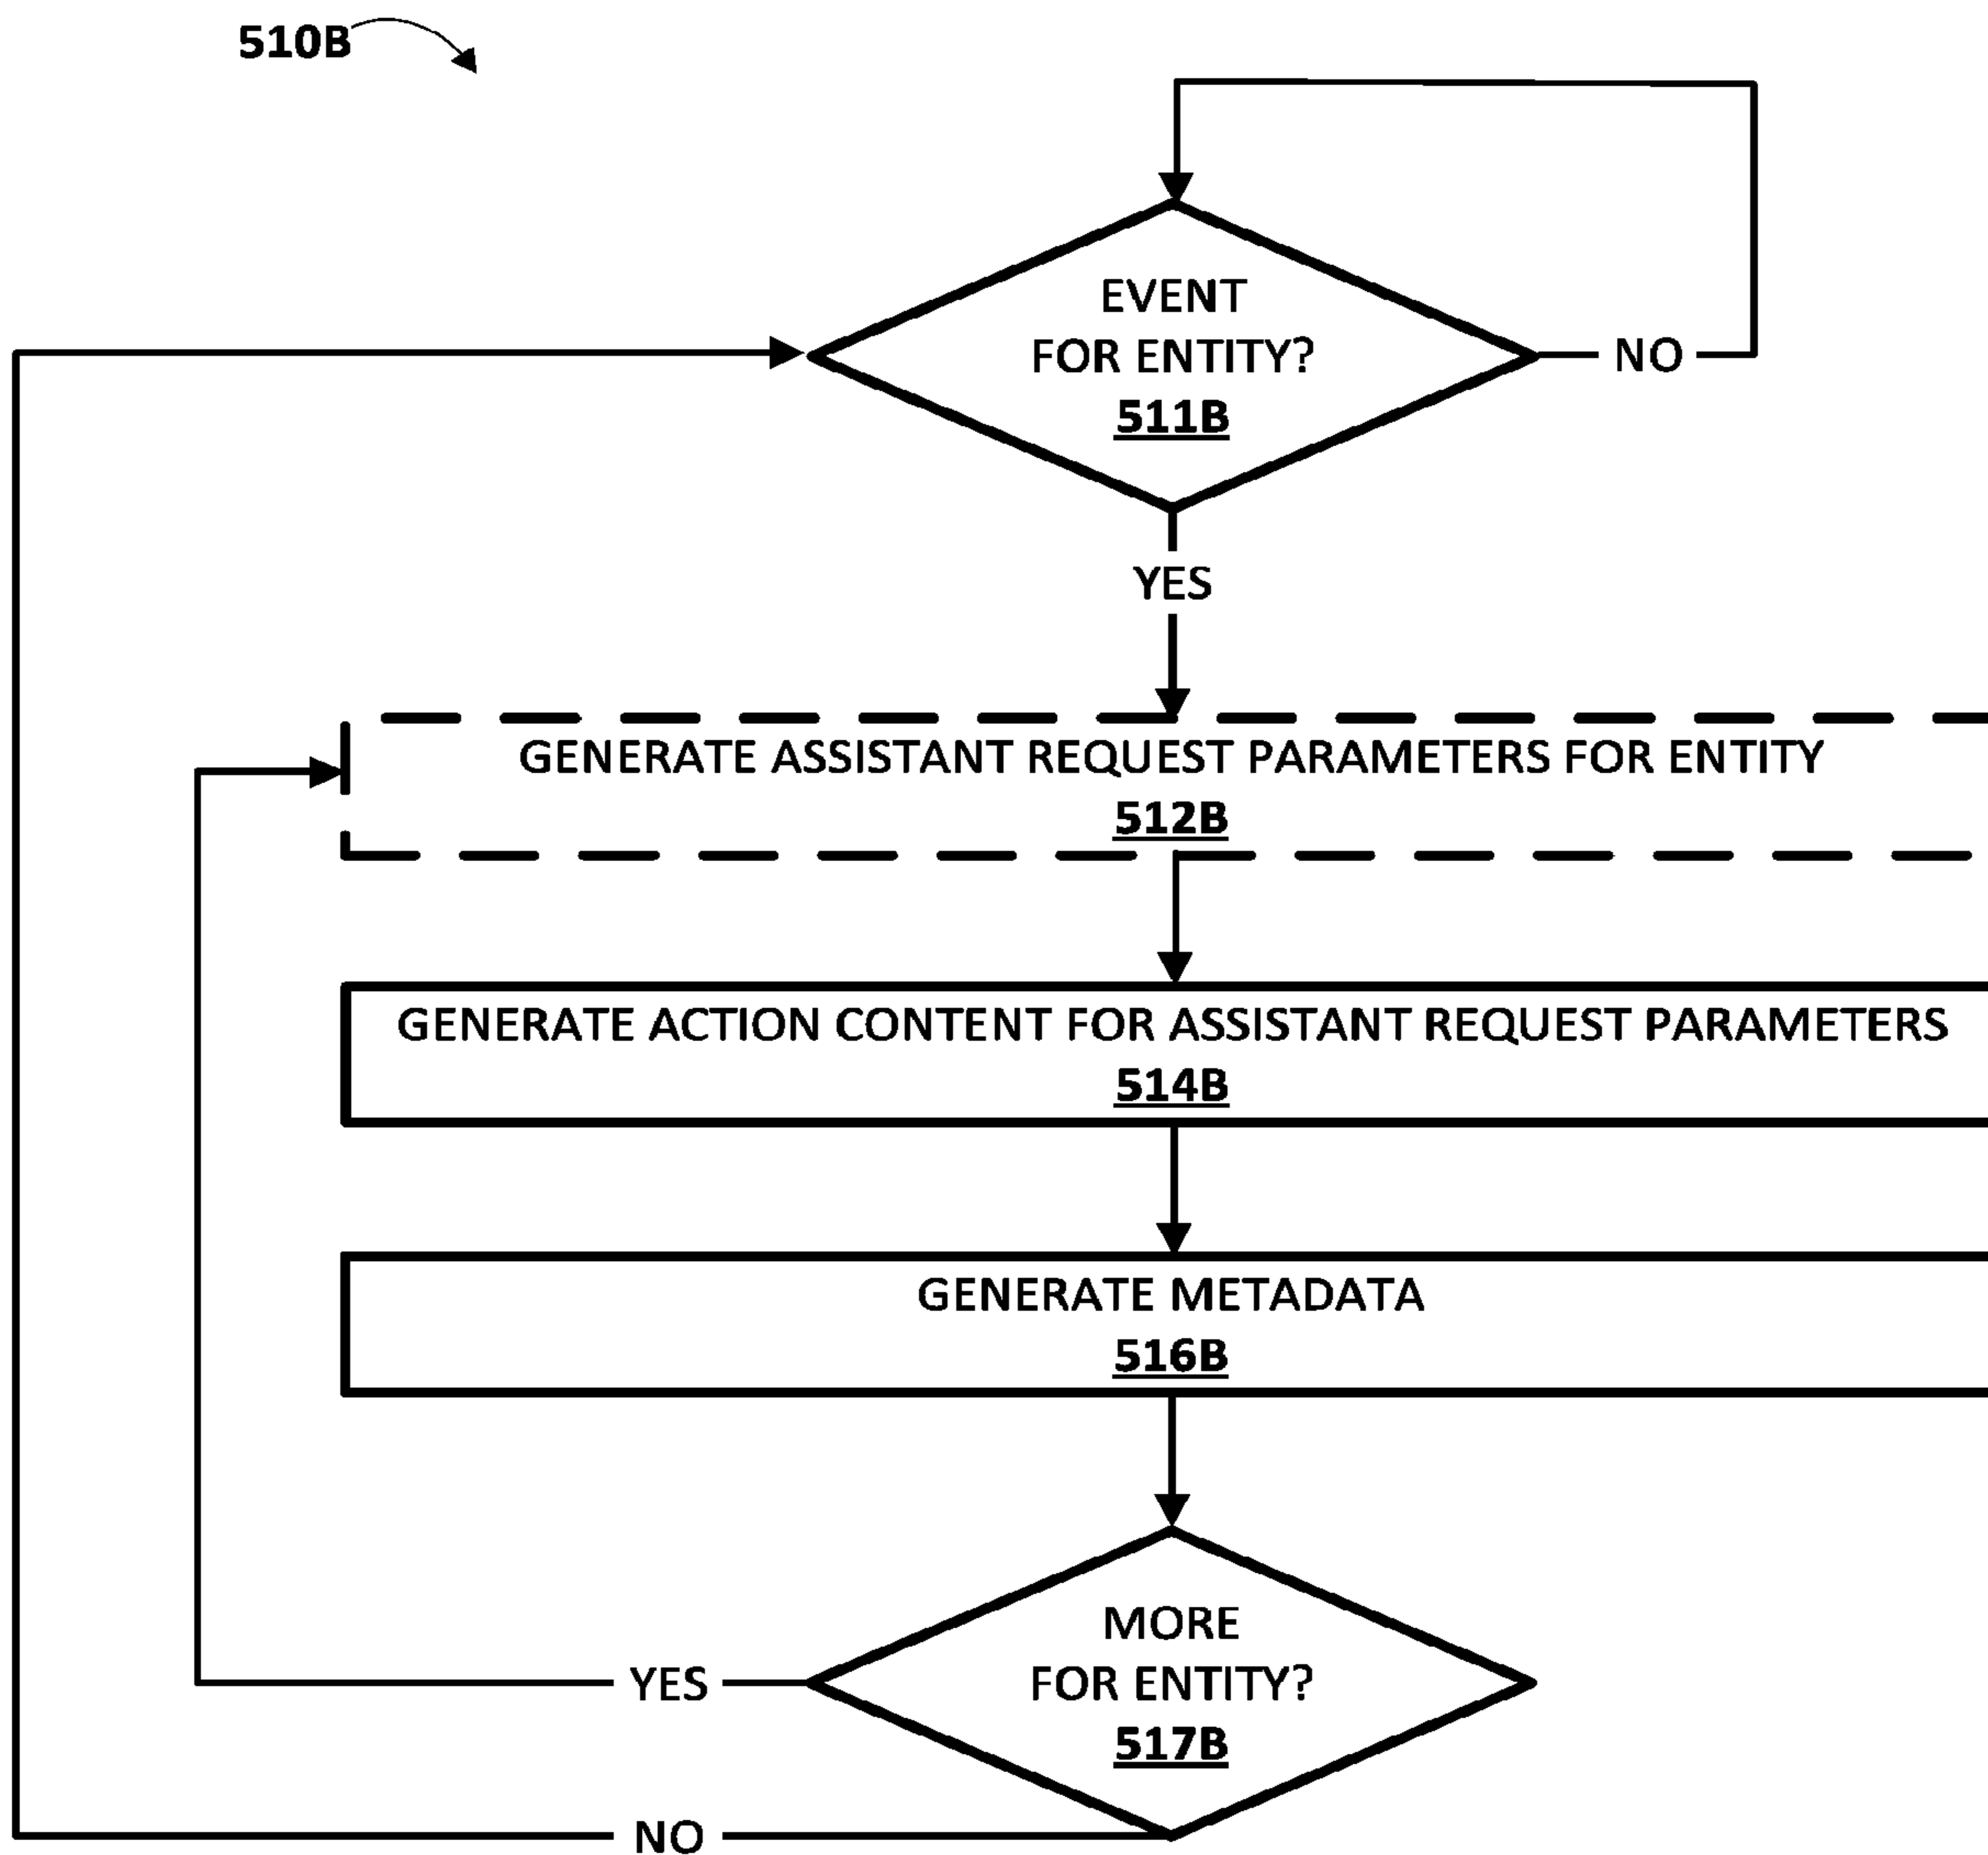 510B
EVENT
FOR ENTITY?
511B
NO
YES
GENERATE ASSISTANT REQUEST PARAMETERS FOR ENTITY
512B
GENERATE ACTION CONTENT FOR ASSISTANT REQUEST PARAMETERS
514B
GENERATE METADATA
516B
MORE
FOR ENTITY?
517B
YES
NO